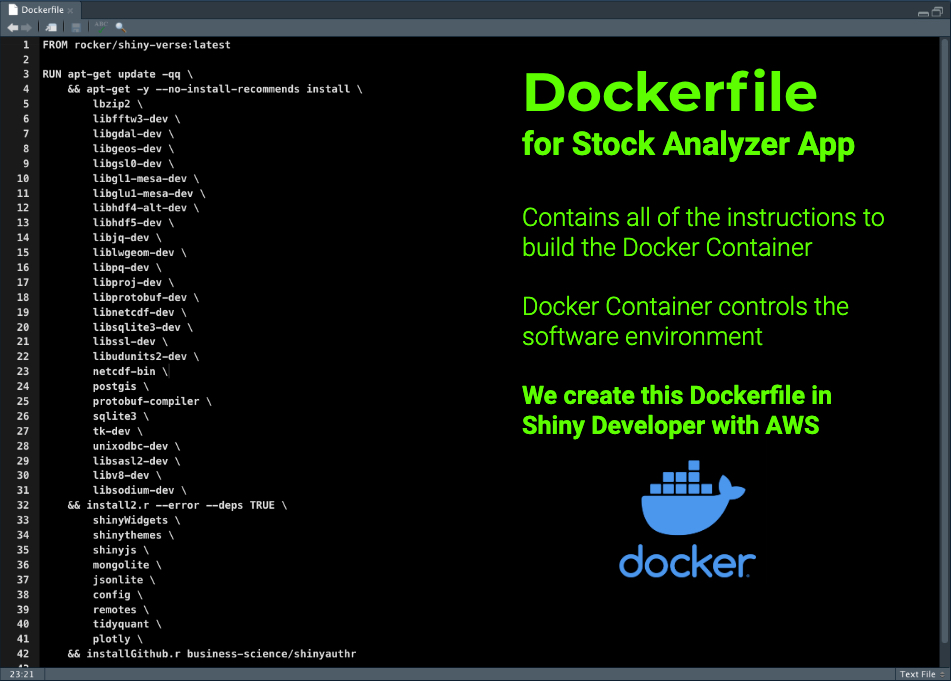 Dockerfile
ABC
1 FROM rocker/shiny-verse:latest
2
3 RUN apt-get update -qq \
4 && apt-get -y --no-install-recommends install \
5 lbzip2 \
6 libfftw3-dev \
7 libgdal-dev \
8 libgeos-dev \
9 libgsl0-dev \
10 libgl1-mesa-dev \
11 libglu1-mesa-dev \
12 libhdf4-alt-dev \
13 libhdf5-dev \
14 libjq-dev \
15 liblwgeom-dev \
16 libpq-dev \
17 libproj-dev \
18 libprotobuf-dev \
19 libnetcdf-dev \
20 libsqlite3-dev \
21 libssl-dev \
22 libudunits2-dev \
23 netcdf-bin \
24 postgis \
25 protobuf-compiler \
26 sqlite3 \
27 tk-dev \
28 unixodbc-dev \
29 libsasl2-dev \
30 libv8-dev \
31 libsodium-dev \
32 && install2.r --error --deps TRUE \
33 shinyWidgets \
34 shinythemes \
35 shinyjs \
36 mongolite \
37 jsonlite \
38 config \
39 remotes \
40 tidyquant \
41 plotly \
42 && installGithub.r business-science/shinyauthr
Dockerfile
for Stock Analyzer App
Contains all of the instructions to
build the Docker Container
Docker Container controls the
software environment
We create this Dockerfile in
Shiny Developer with AWS
docker
23:21
Text File